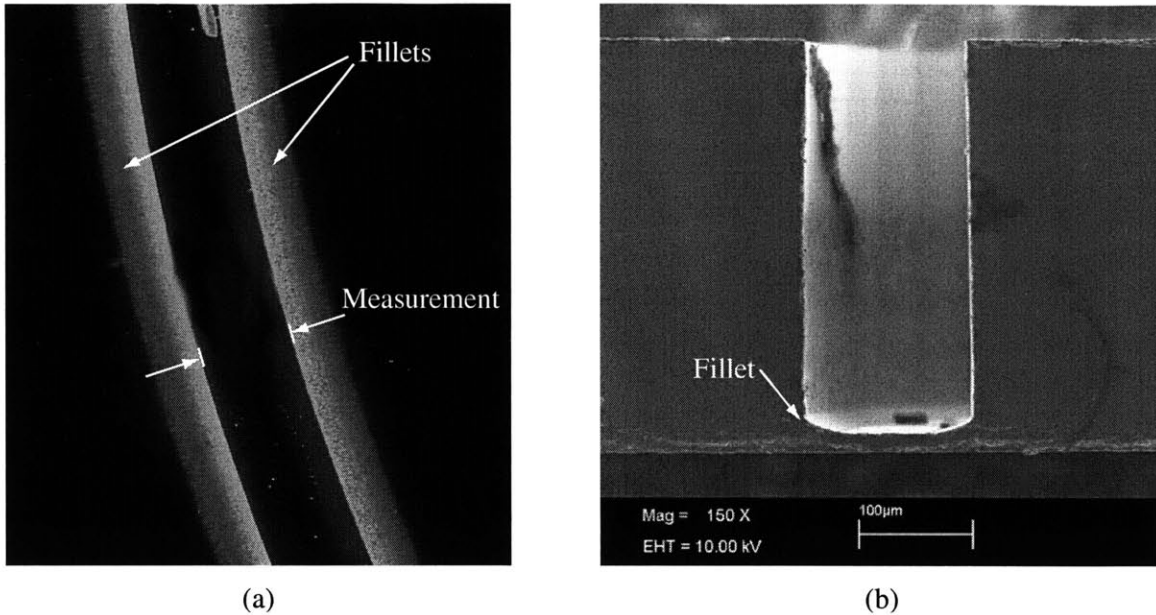 Fillets
Measurement
Fillet
Mag = 150 X
EHT = 10.00 kV
100µm
(a)
(b)